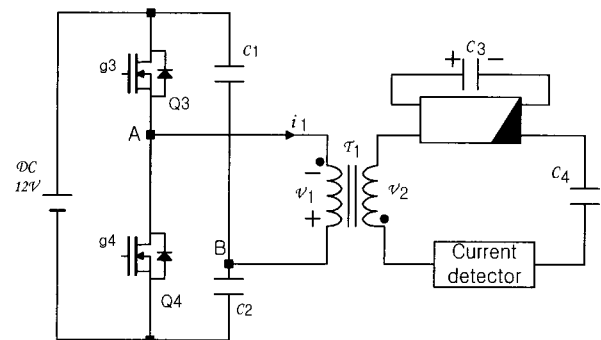 g3
Q3
C1
A
i1
DC
12V
T1
− v1 +
v2
+ C3 −
C4
g4
Q4
B
C2
Current
detector